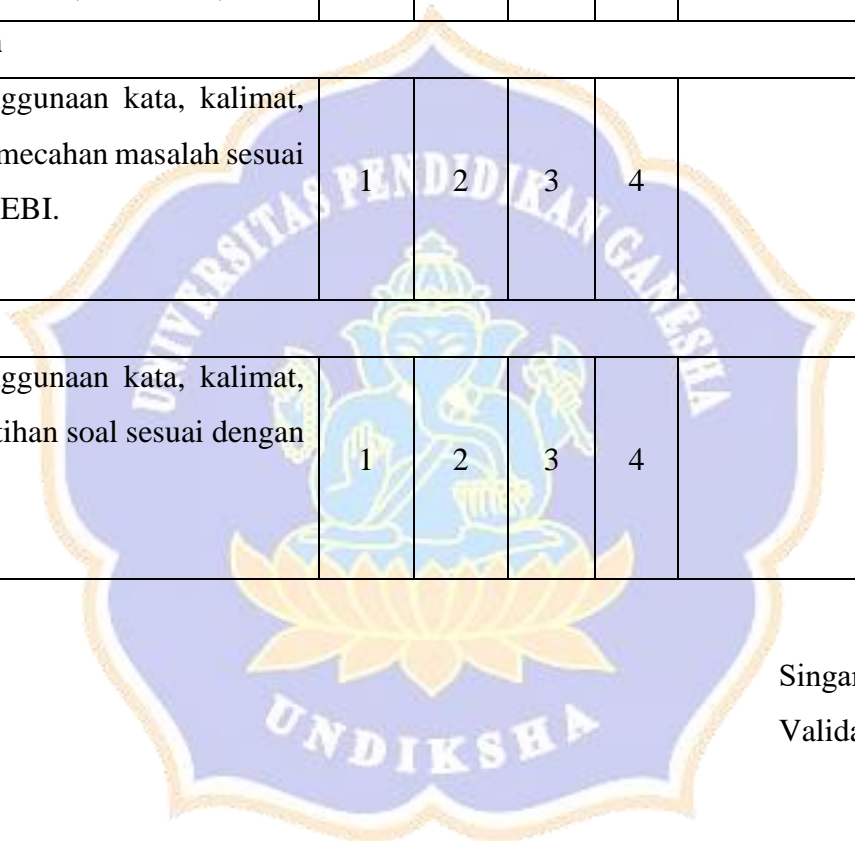 ggunaan kata, kalimat,
mecahan masalah sesuai
EBI.
1 2 3 4
ggunaan kata, kalimat,
tihan soal sesuai dengan
1 2 3 4
Singar
Valida
UNIVERSITAS PENDIDIKAN GANESHA
UNDIKSHA